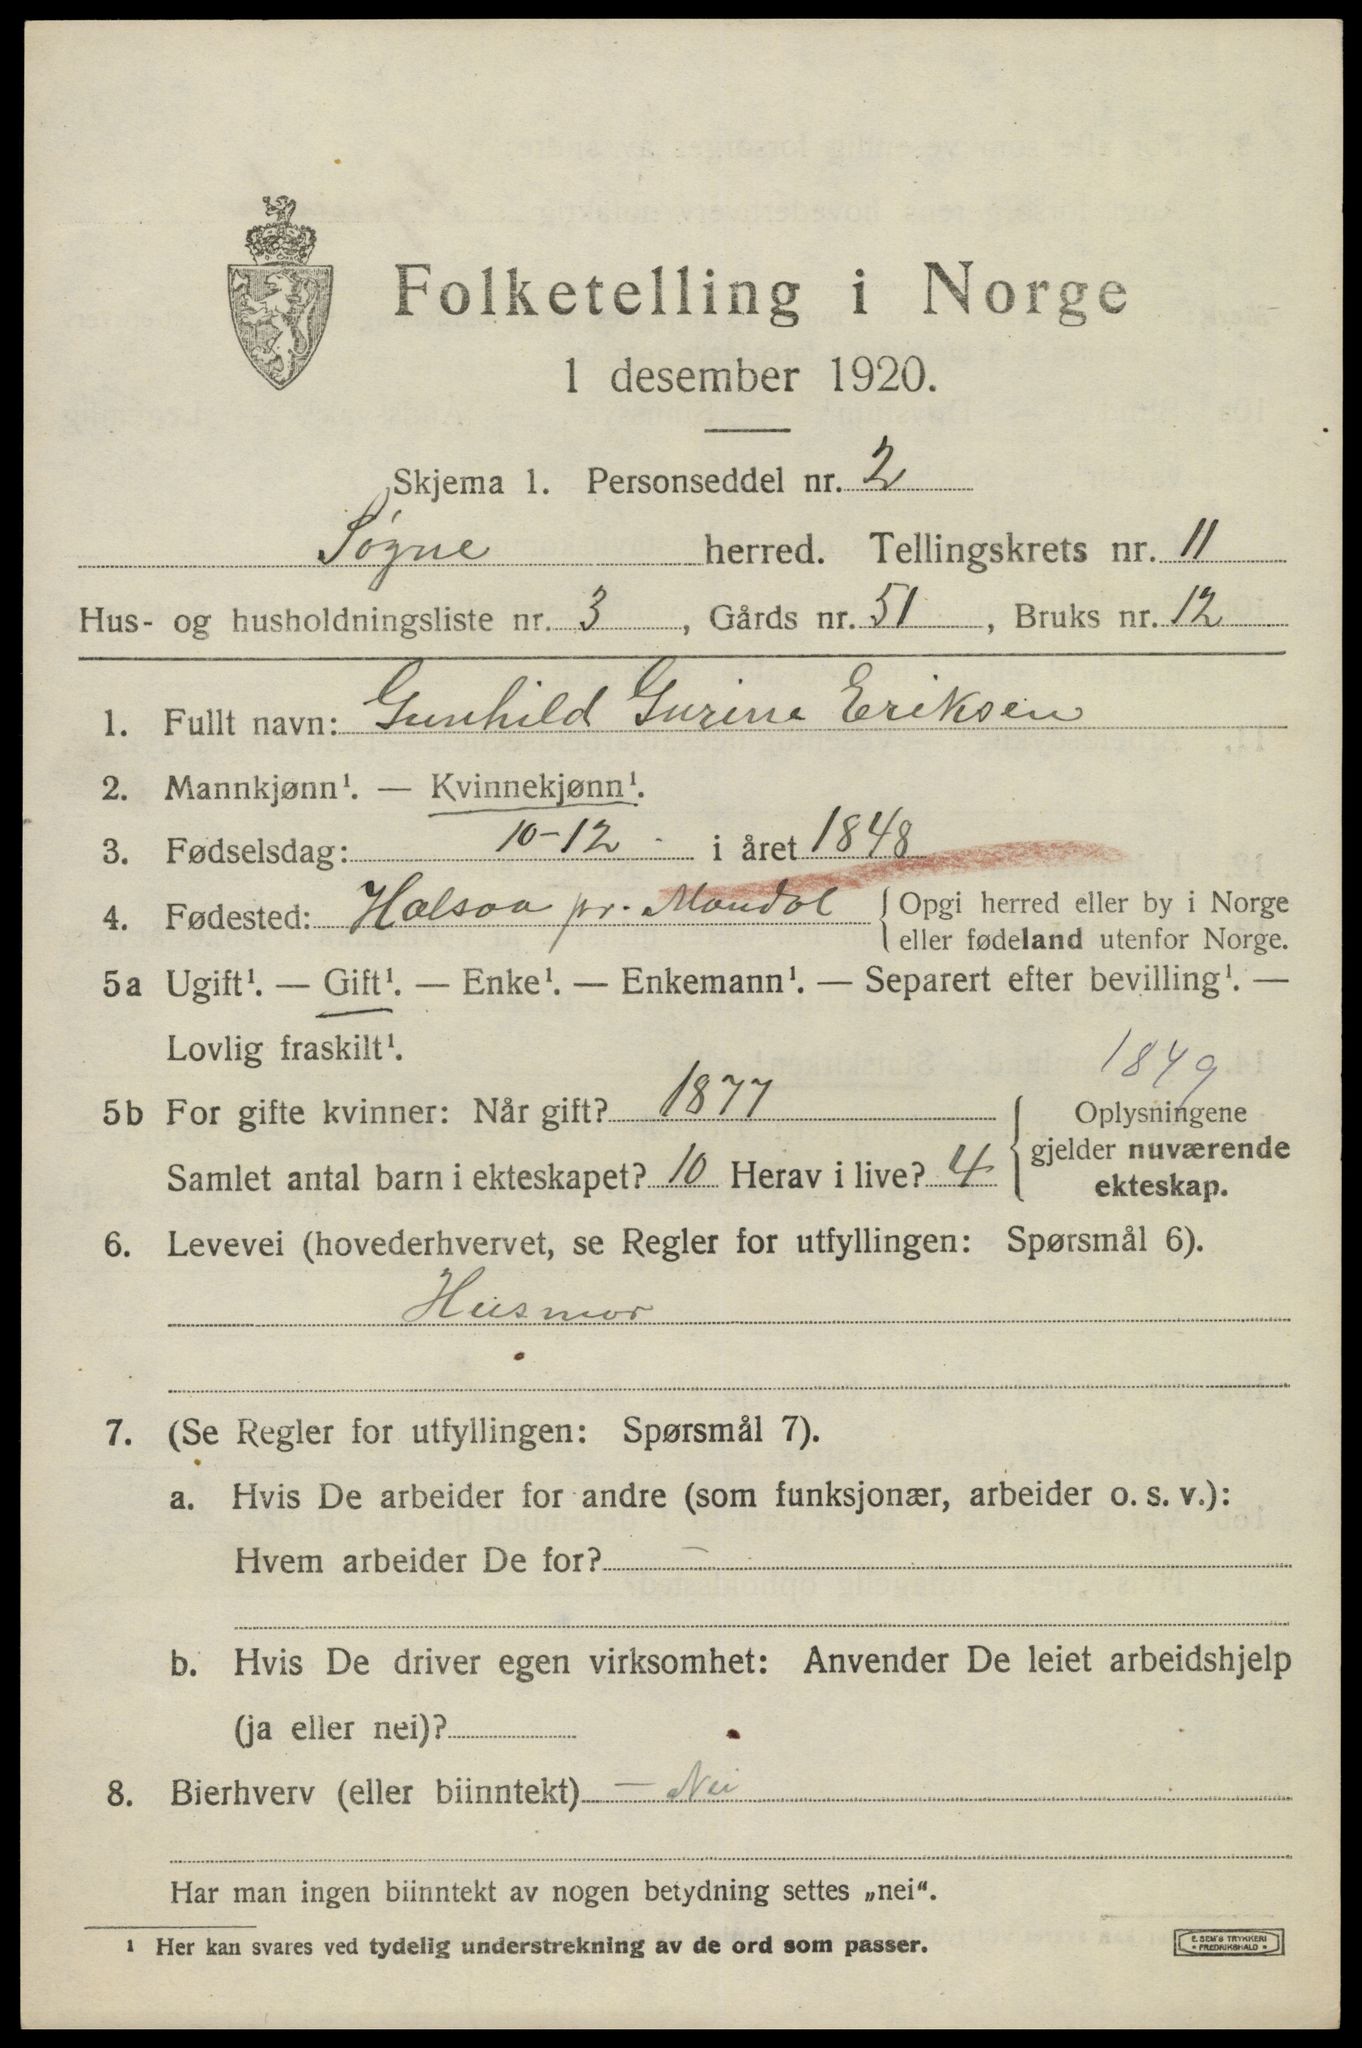 Folketelling i Norge
1 desember 1920.
Skjema 1. Personseddel nr. 2
Søgne herred. Tellingskrets nr. 11
Hus- og husholdningsliste nr. 3, Gårds nr. 51, Bruks nr. 12
1. Fullt navn: Gunhild Gurine Eriksen
2. Mannkjønn¹. — Kvinnekjønn¹.
3. Fødselsdag: 10-12 i året 1848
4. Fødested: Halsaa pr. Mandal { Opgi herred eller by i Norge
eller fødeland utenfor Norge.
5a Ugift¹. — Gift¹. — Enke¹. — Enkemann¹. — Separert efter bevilling¹. —
Lovlig fraskilt¹.
1849
5b For gifte kvinner: Når gift? 1877 { Oplysningene
gjelder nuværende
Samlet antal barn i ekteskapet? 10 Herav i live? 4
ekteskap.
6. Levevei (hovederhvervet, se Regler for utfyllingen: Spørsmål 6).
Husmor
7. (Se Regler for utfyllingen: Spørsmål 7).
a. Hvis De arbeider for andre (som funksjonær, arbeider o. s. v.):
Hvem arbeider De for? —
b. Hvis De driver egen virksomhet: Anvender De leiet arbeidshjelp
(ja eller nei)?
8. Bierhverv (eller biinntekt) — Nei
Har man ingen biinntekt av nogen betydning settes „nei“.
¹ Her kan svares ved tydelig understrekning av de ord som passer.
E. SEM'S TRYKKERI
* FREDRIKSHALD *